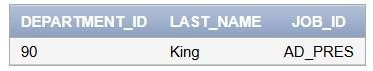 DEPARTMENT_ID LAST_NAME JOB_ID
90 King AD_PRES